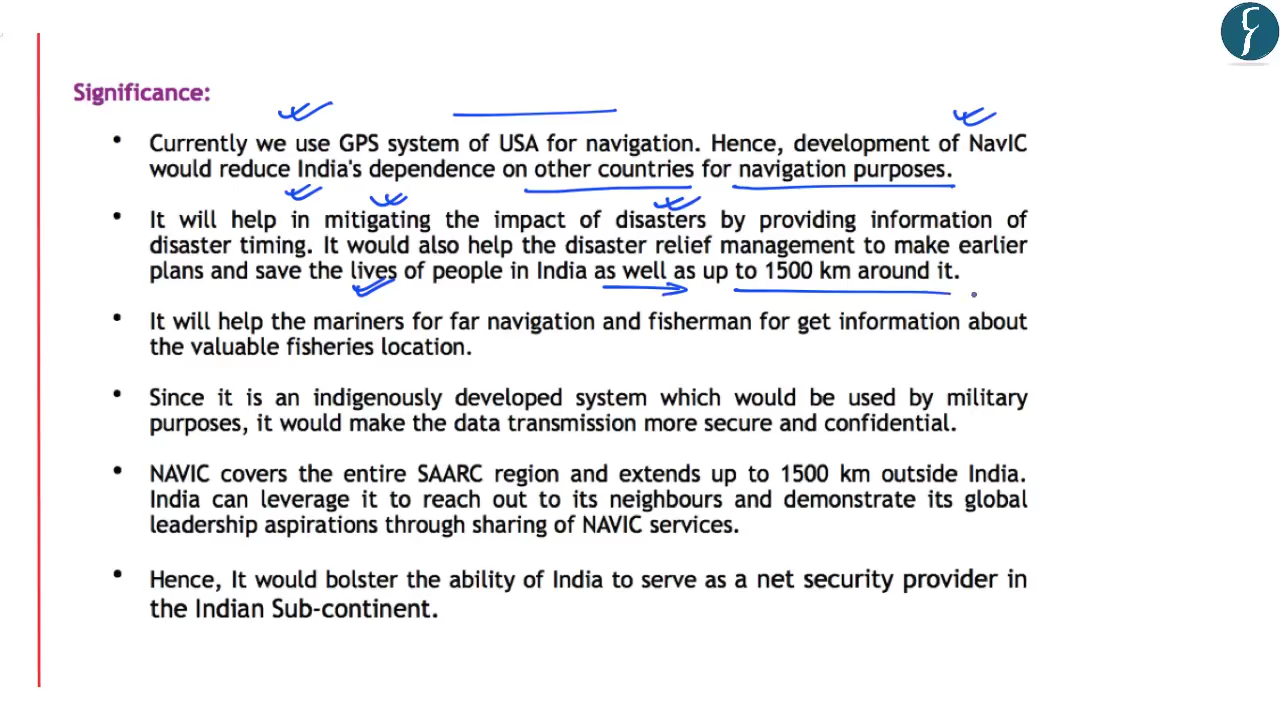 Significance:
• Currently we use GPS system of USA for navigation. Hence, development of NavIC
would reduce India's dependence on other countries for navigation purposes.
• It will help in mitigating the impact of disasters by providing information of
disaster timing. It would also help the disaster relief management to make earlier
plans and save the lives of people in India as well as up to 1500 km around it.
• It will help the mariners for far navigation and fisherman for get information about
the valuable fisheries location.
• Since it is an indigenously developed system which would be used by military
purposes, it would make the data transmission more secure and confidential.
• NAVIC covers the entire SAARC region and extends up to 1500 km outside India.
India can leverage it to reach out to its neighbours and demonstrate its global
leadership aspirations through sharing of NAVIC services.
• Hence, It would bolster the ability of India to serve as a net security provider in
the Indian Sub-continent.